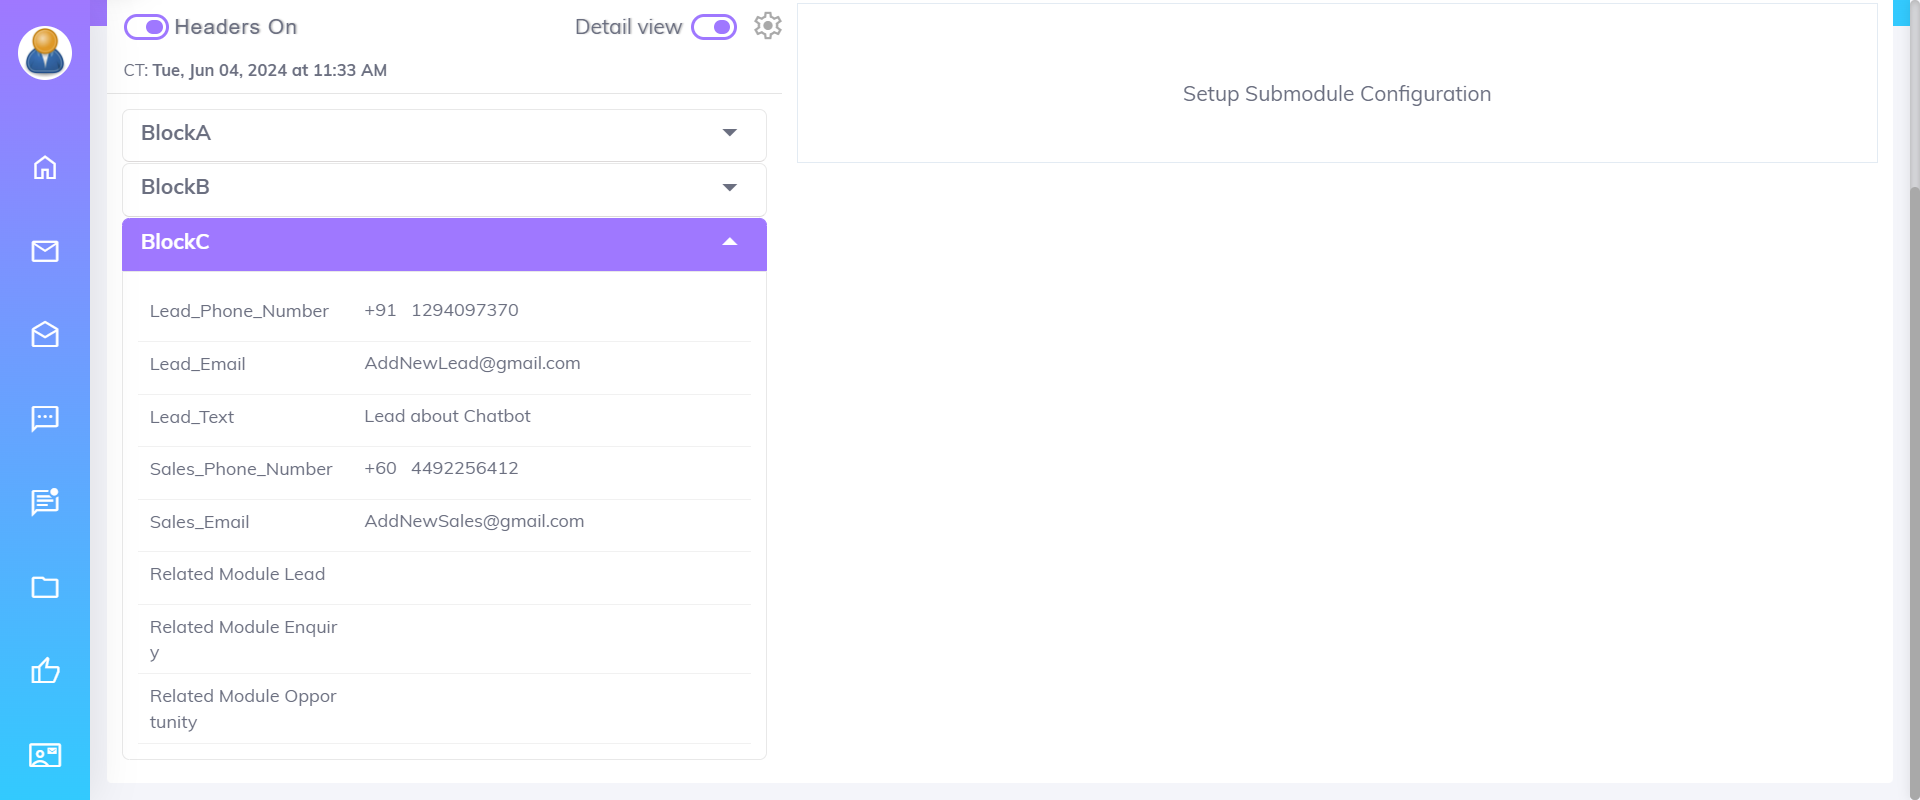 Headers On
Detail view
CT: Tue, Jun 04, 2024 at 11:33 AM
Setup Submodule Configuration
BlockA
BlockB
BlockC
Lead_Phone_Number +91 1294097370
Lead_Email AddNewLead@gmail.com
Lead_Text Lead about Chatbot
Sales_Phone_Number +60 4492256412
Sales_Email AddNewSales@gmail.com
Related Module Lead
Related Module Enquir
y
Related Module Oppor
tunity